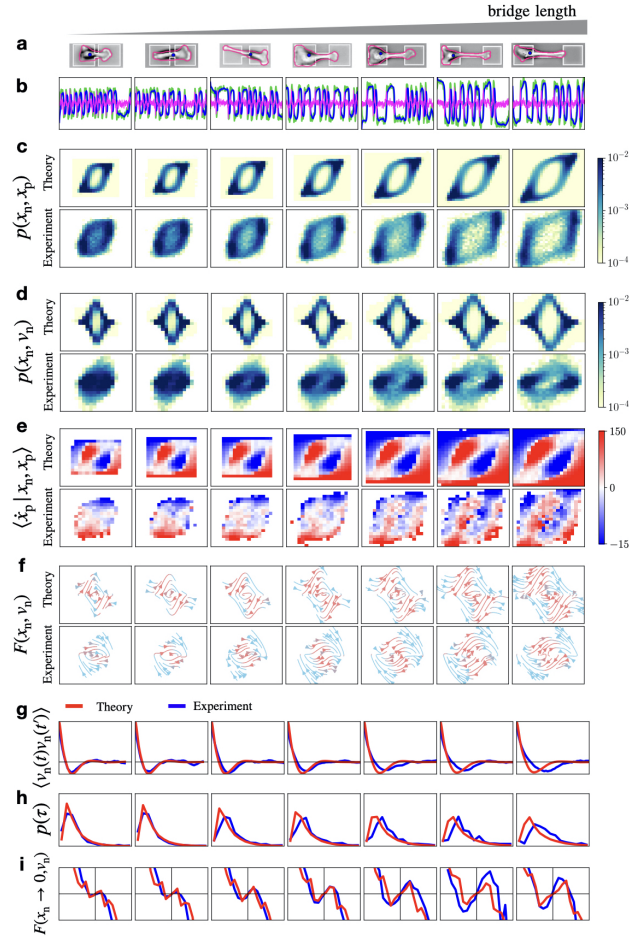 bridge length
a
b
c
p(xₙ, xₚ)
Theory
Experiment
10⁻²
10⁻³
10⁻⁴
d
p(xₙ, vₙ)
Theory
Experiment
10⁻²
10⁻³
10⁻⁴
e
⟨ẋₚ | xₙ, xₚ⟩
Theory
Experiment
150
0
−15
f
F(xₙ, vₙ)
Theory
Experiment
g
Theory
Experiment
⟨vₙ(t)vₙ(t′)⟩
h
p(τ)
i
F(xₙ → 0,vₙ)